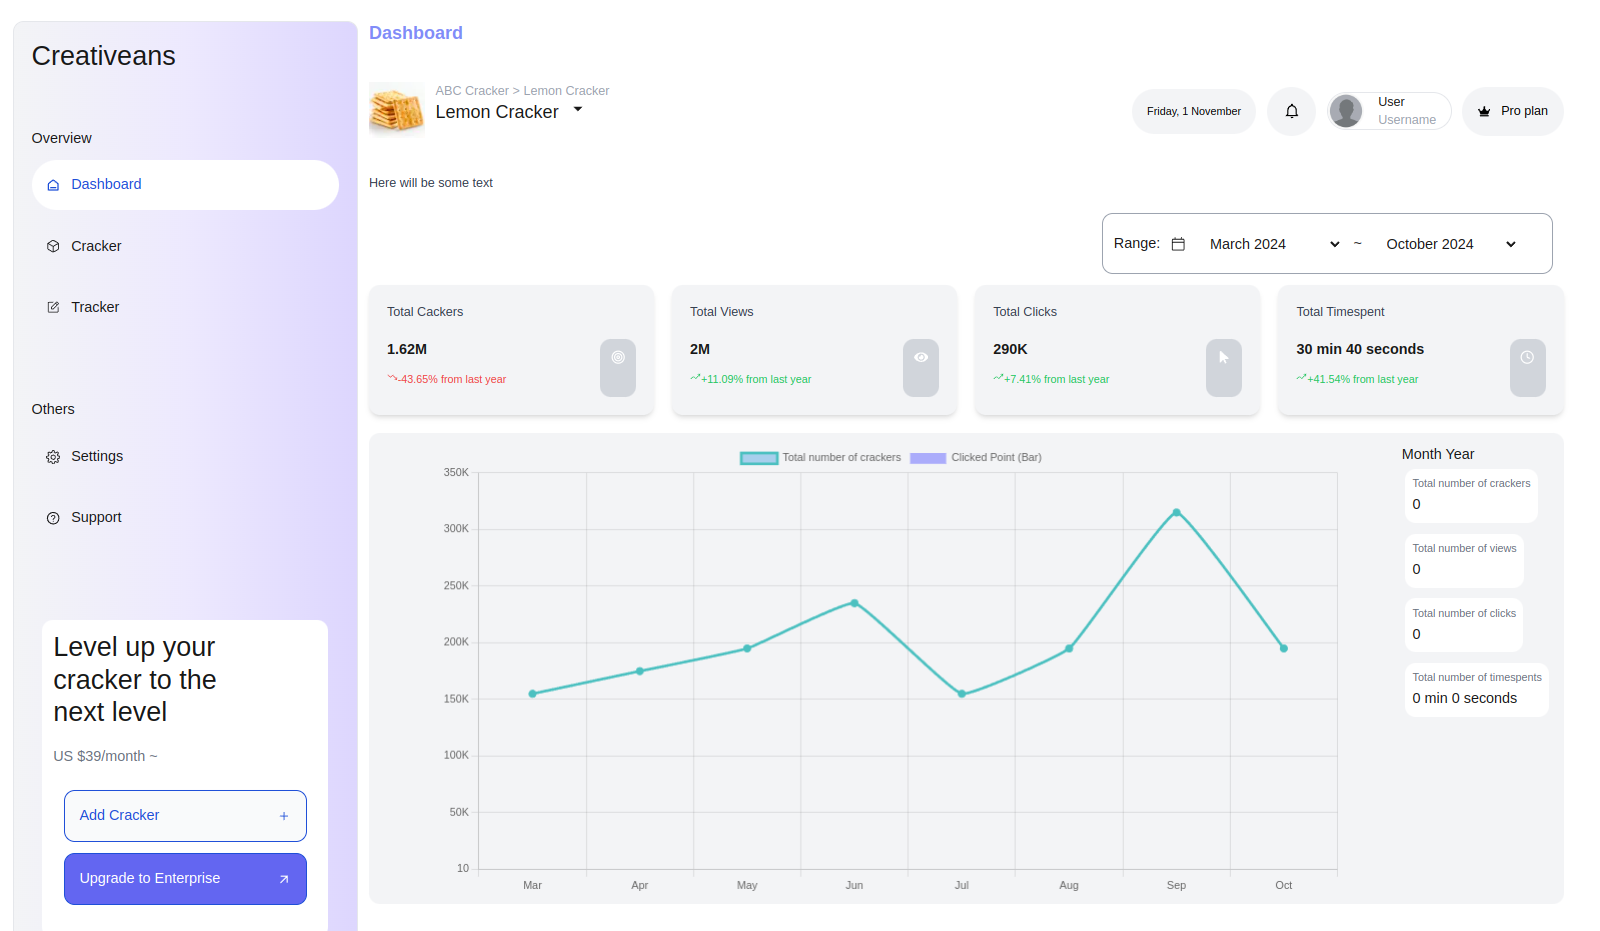 Creativeans
Overview
Dashboard
Cracker
Tracker
Others
Settings
Support
Level up your
cracker to the
next level
US $39/month ~
Add Cracker +
Upgrade to Enterprise
Dashboard
ABC Cracker > Lemon Cracker
Lemon Cracker
Friday, 1 November
User
Username
Pro plan
Here will be some text
Range: March 2024 ~ October 2024
Total Cackers
1.62M
-43.65% from last year
Total Views
2M
+11.09% from last year
Total Clicks
290K
+7.41% from last year
Total Timespent
30 min 40 seconds
+41.54% from last year
Total number of crackers Clicked Point (Bar)
350K
300K
250K
200K
150K
100K
50K
10
Mar Apr May Jun Jul Aug Sep Oct
Month Year
Total number of crackers
0
Total number of views
0
Total number of clicks
0
Total number of timespents
0 min 0 seconds